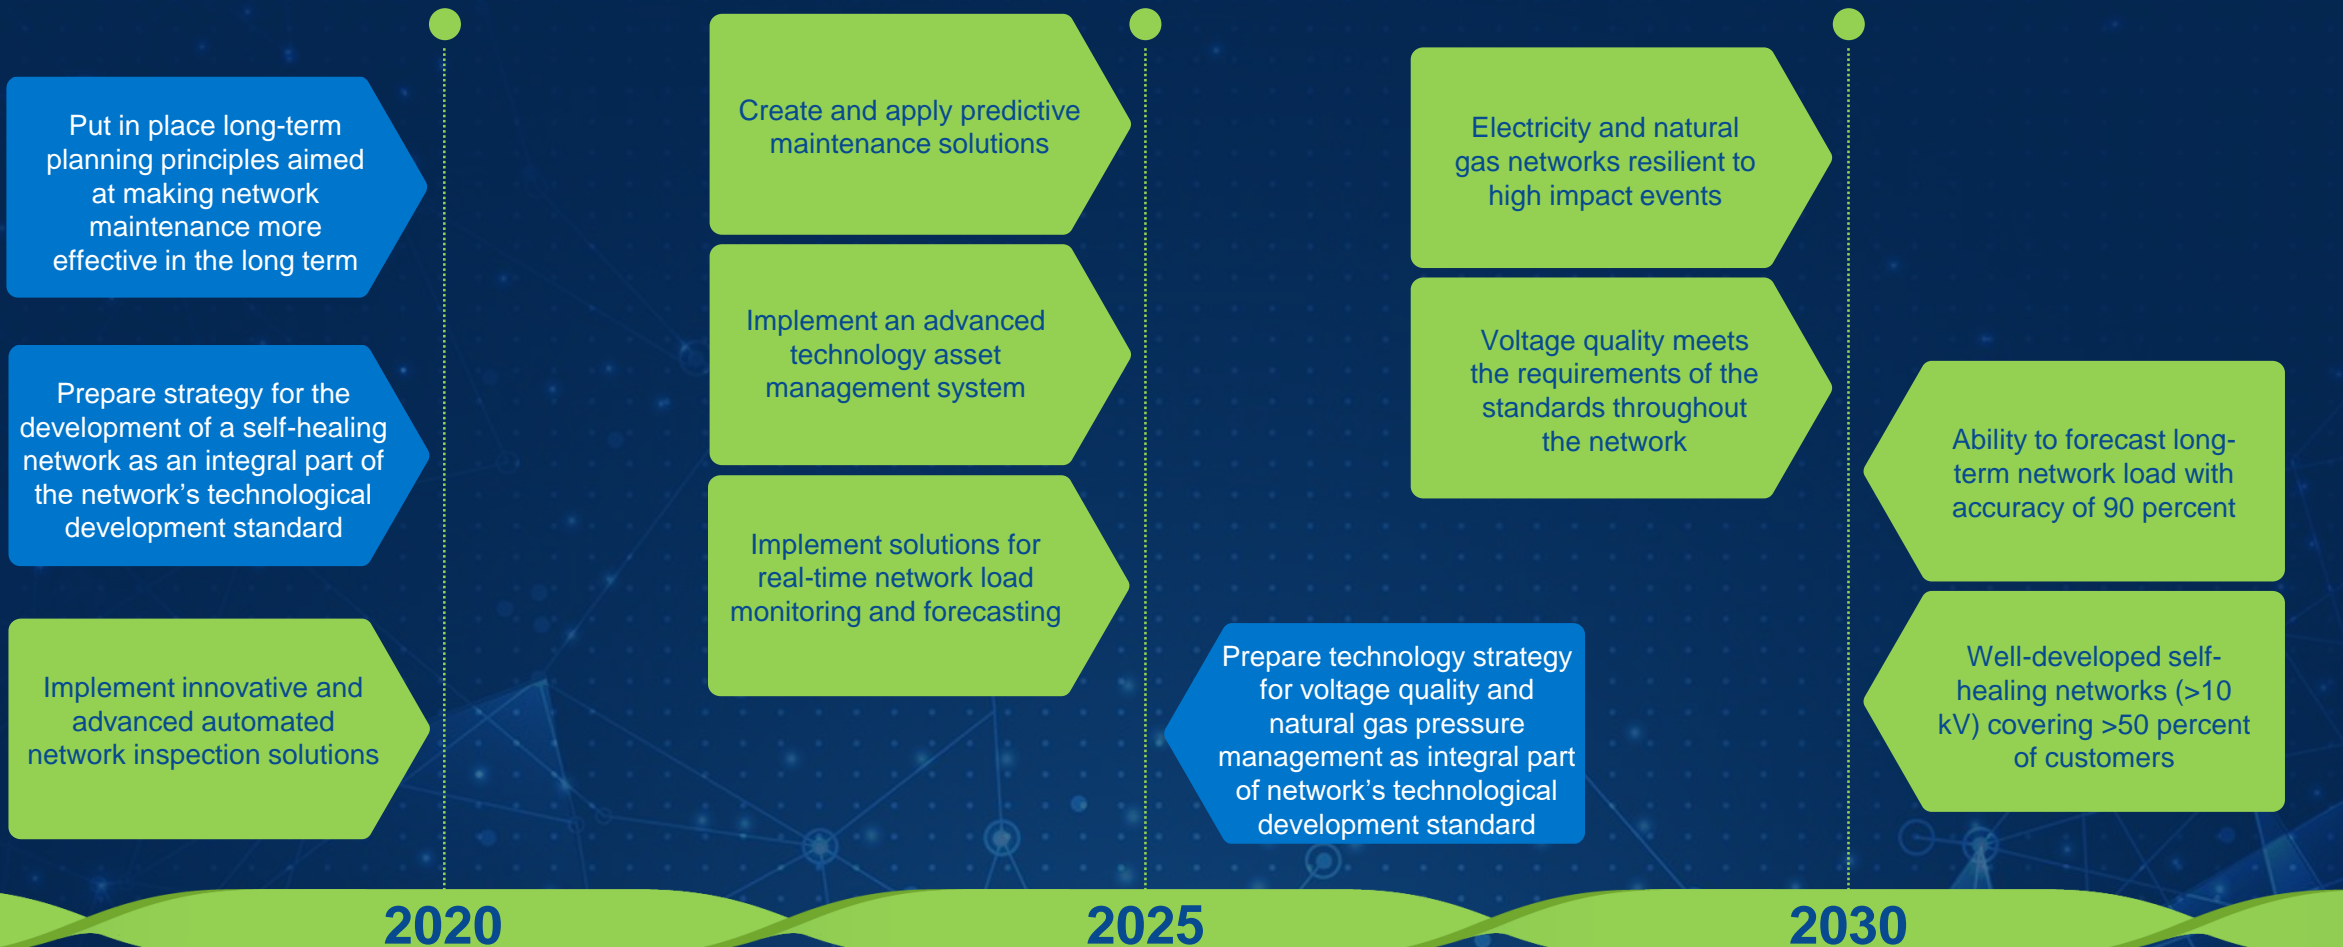 Put in place long-term
planning principles aimed
at making network
maintenance more
effective in the long term
Prepare strategy for the
development of a self-healing
network as an integral part of
the network’s technological
development standard
Implement innovative and
advanced automated
network inspection solutions
Create and apply predictive
maintenance solutions
Implement an advanced
technology asset
management system
Implement solutions for
real-time network load
monitoring and forecasting
Prepare technology strategy
for voltage quality and
natural gas pressure
management as integral part
of network’s technological
development standard
Electricity and natural
gas networks resilient to
high impact events
Voltage quality meets
the requirements of the
standards throughout
the network
Ability to forecast long-
term network load with
accuracy of 90 percent
Well-developed self-
healing networks (>10
kV) covering >50 percent
of customers
2020
2025
2030